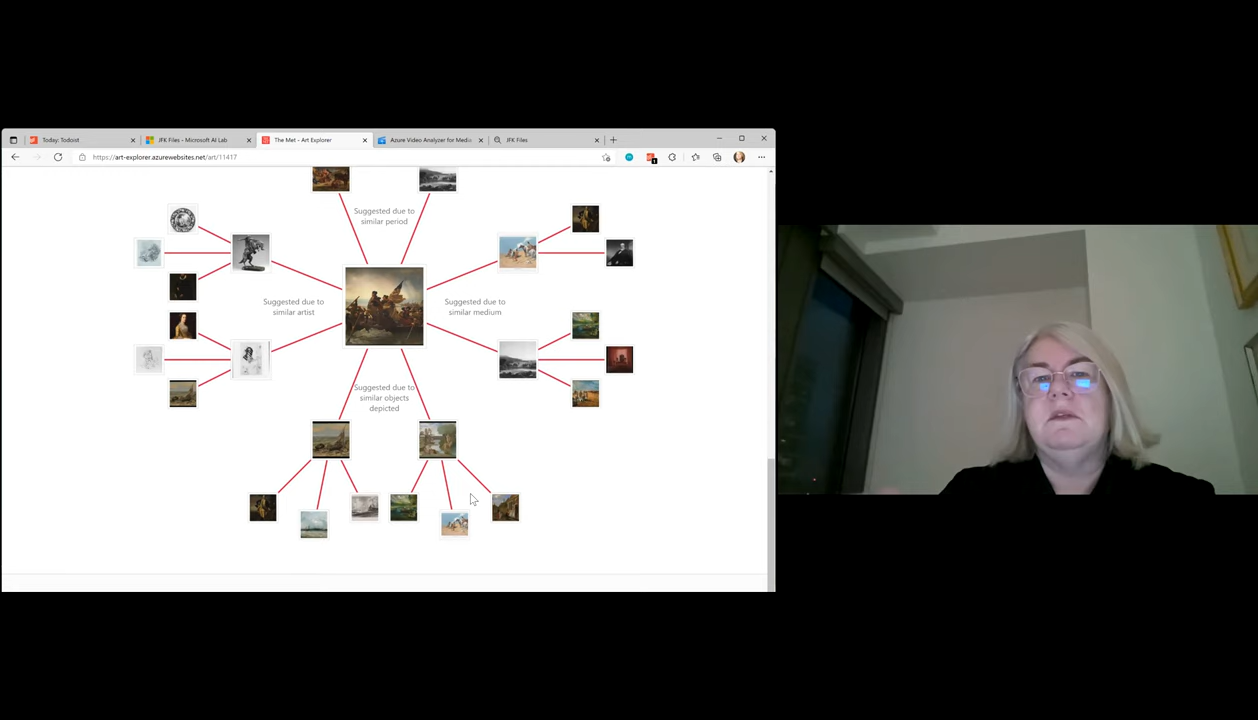 Today: Todoist
JFK Files - Microsoft AI Lab
The Met - Art Explorer
Azure Video Analyzer for Media
JFK Files
https://art-explorer.azurewebsites.net/art/11417
Suggested due to
similar period
Suggested due to
similar artist
Suggested due to
similar medium
Suggested due to
similar objects
depicted